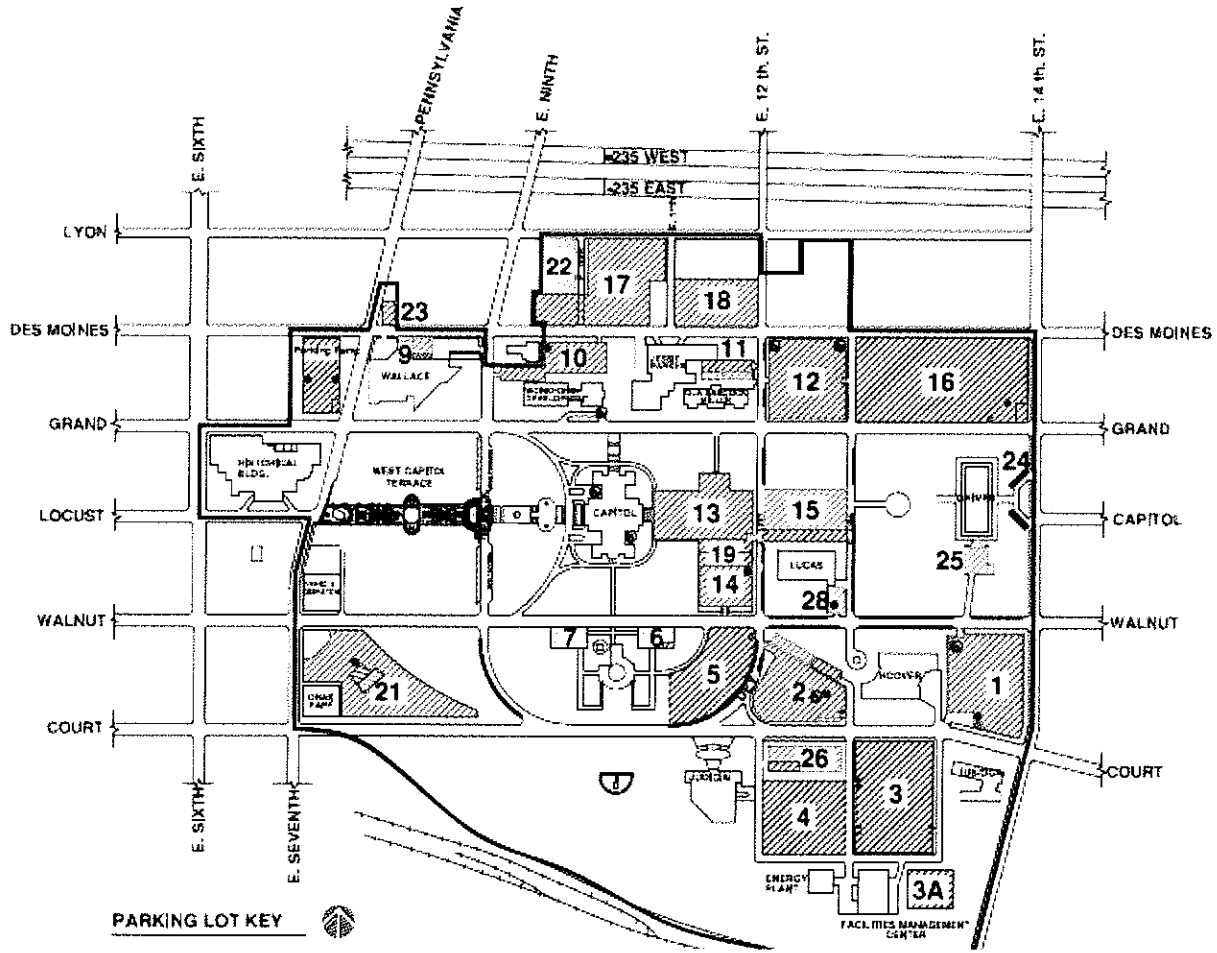 PENNSYLVANIA
E. NINTH
E. 12 th. ST.
E. 14 th. ST.
E. SIXTH
I-235 WEST
I-235 EAST
LYON
22
17
18
23
DES MOINES
DES MOINES
9
10
11
12
16
WALLACE
GRAND
GRAND
HISTORICAL
BLDG.
WEST CAPITOL
TERRACE
24
LOCUST
CAPITOL
13
15
CAPITOL
19
14
LUCAS
25
28
WALNUT
WALNUT
7
6
5
2
HOOVER
1
21
COURT
COURT
26
4
3
E. SIXTH
E. SEVENTH
ENERGY
PLANT
3A
FACILITIES MANAGEMENT
CENTER
PARKING LOT KEY